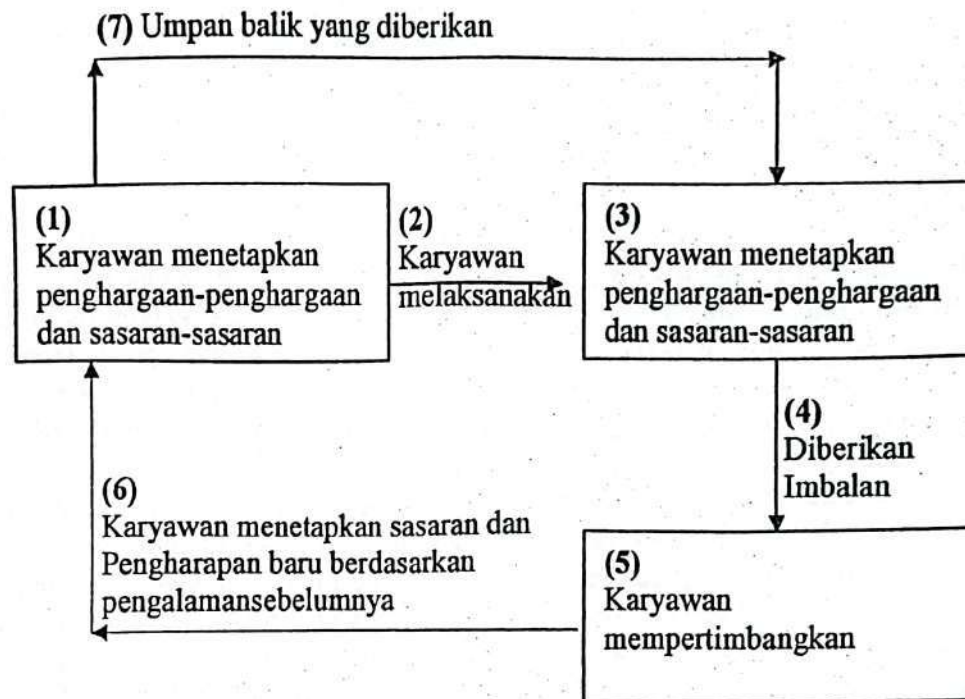 (7) Umpan balik yang diberikan
(1)
Karyawan menetapkan
penghargaan-penghargaan
dan sasaran-sasaran
(2)
Karyawan
melaksanakan
(3)
Karyawan menetapkan
penghargaan-penghargaan
dan sasaran-sasaran
(4)
Diberikan
Imbalan
(6)
Karyawan menetapkan sasaran dan
Pengharapan baru berdasarkan
pengalamansebelumnya
(5)
Karyawan
mempertimbangkan